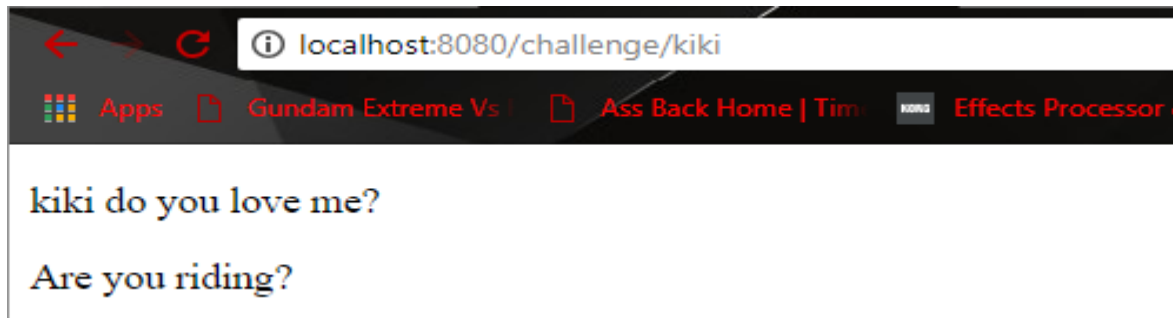 localhost:8080/challenge/kiki
Apps Gundam Extreme Vs Ass Back Home | Tim KORG Effects Processor
kiki do you love me?
Are you riding?